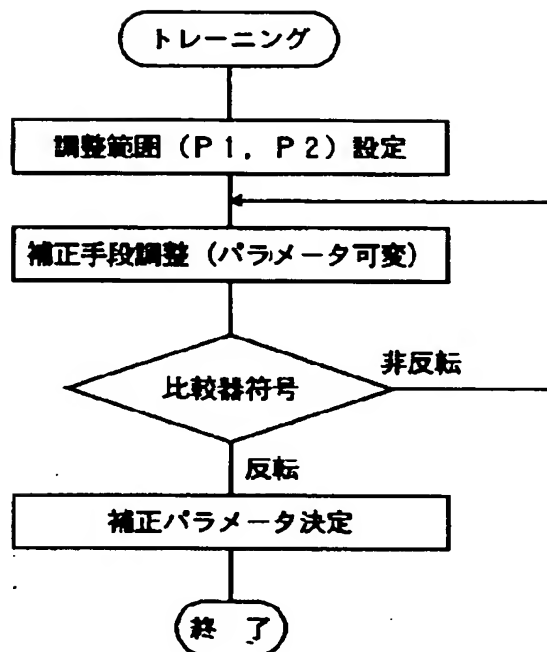 トレーニング
調整範囲(P1,P2)設定
補正手段調整(パラメータ可変)
比較器符号
非反転
反転
補正パラメータ決定
終 了